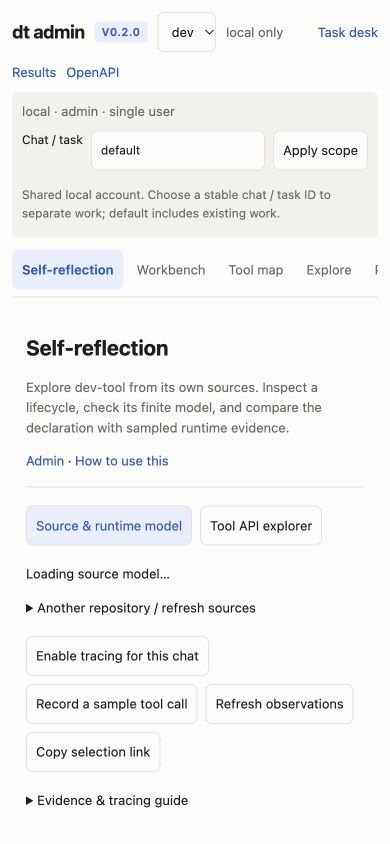 dt admin V0.2.0 dev local only Task desk
Results OpenAPI
local · admin · single user
Chat / task default Apply scope
Shared local account. Choose a stable chat / task ID to
separate work; default includes existing work.
Self-reflection Workbench Tool map Explore
Self-reflection
Explore dev-tool from its own sources. Inspect a
lifecycle, check its finite model, and compare the
declaration with sampled runtime evidence.
Admin · How to use this
Source & runtime model Tool API explorer
Loading source model...
Another repository / refresh sources
Enable tracing for this chat
Record a sample tool call Refresh observations
Copy selection link
Evidence & tracing guide